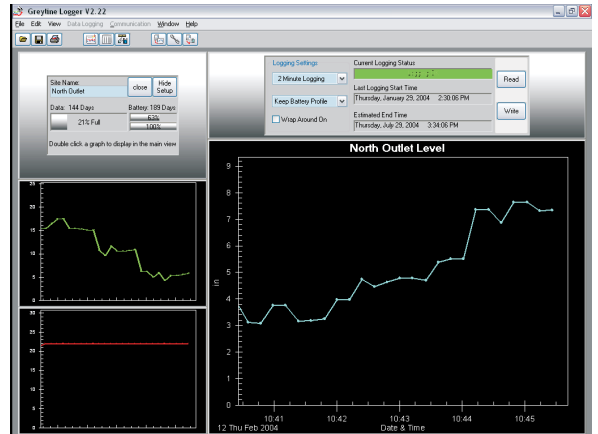 Greyline Logger V2.22
File Edit View Data Logging Communication Window Help
Site Name:
North Outlet
close
Hide Setup
Data: 144 Days Battery: 189 Days
21% Full
63%
100%
Double click a graph to display in the main view
Logging Settings
2 Minute Logging
Keep Battery Profile
Wrap Around On
Current Logging Status
Last Logging Start Time
Thursday, January 29, 2004 2:30:06 PM
Estimated End Time
Thursday, July 29, 2004 3:34:06 PM
Read
Write
25
20
15
10
5
0
30
25
20
15
10
5
0
North Outlet Level
9
8
7
6
5
4
3
2
1
0
in
10:41 10:42 10:43 10:44 10:45
12 Thu Feb 2004 Date & Time